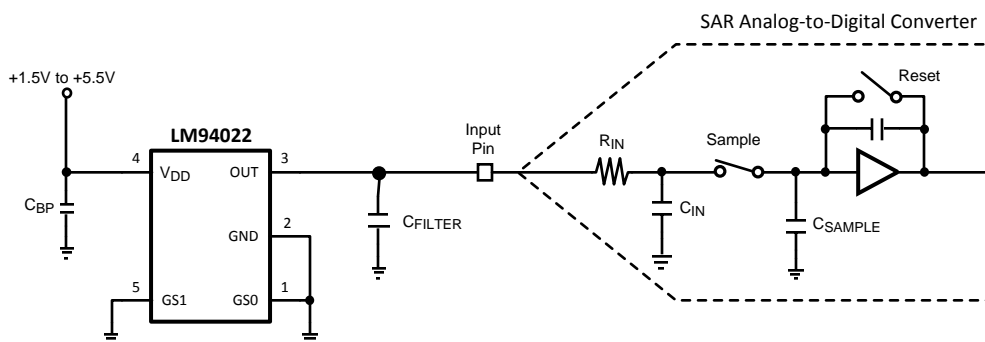 SAR Analog-to-Digital Converter
+1.5V to +5.5V
LM94022
Input
Pin
Reset
RIN
Sample
4
VDD
OUT
3
CBP
CFILTER
CIN
CSAMPLE
GND
2
5
GS1
GS0
1